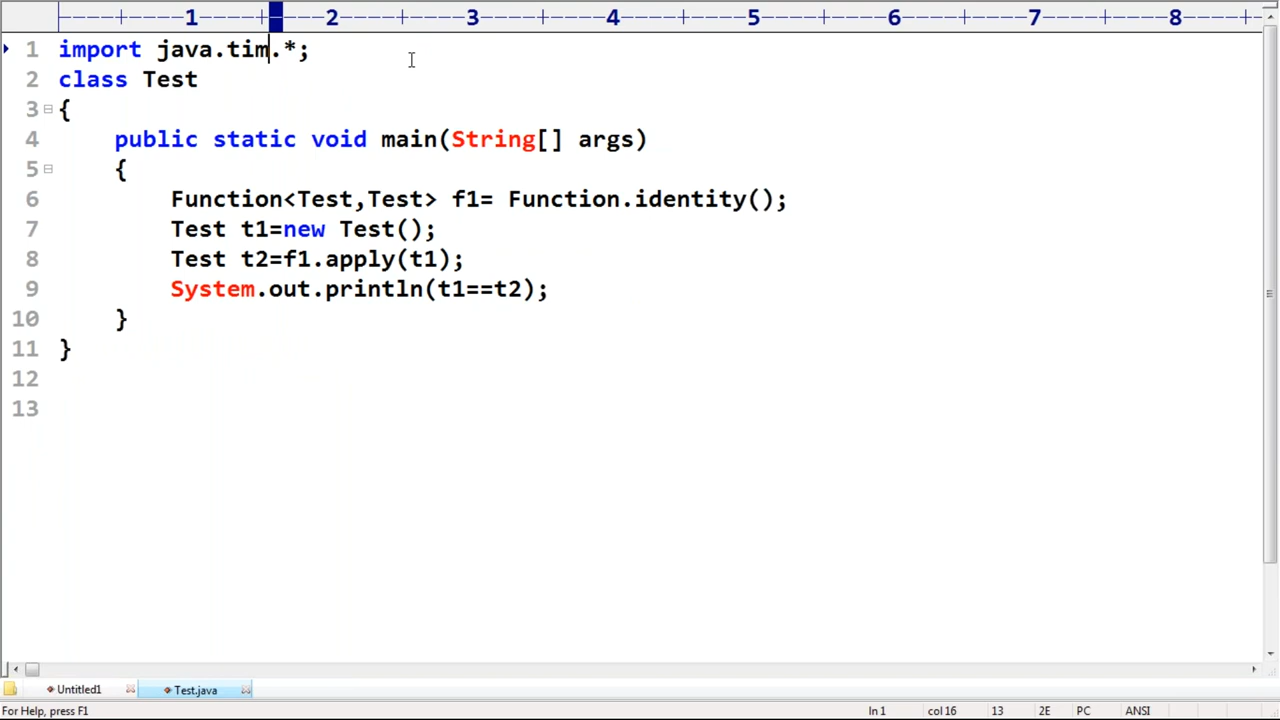 1 2 3 4 5 6 7 8
1 import java.tim.*;
2 class Test
3 {
4 public static void main(String[] args)
5 {
6 Function<Test,Test> f1= Function.identity();
7 Test t1=new Test();
8 Test t2=f1.apply(t1);
9 System.out.println(t1==t2);
10 }
11 }
12
13
Untitled1 Test.java
For Help, press F1 ln 1 col 16 13 2E PC ANSI